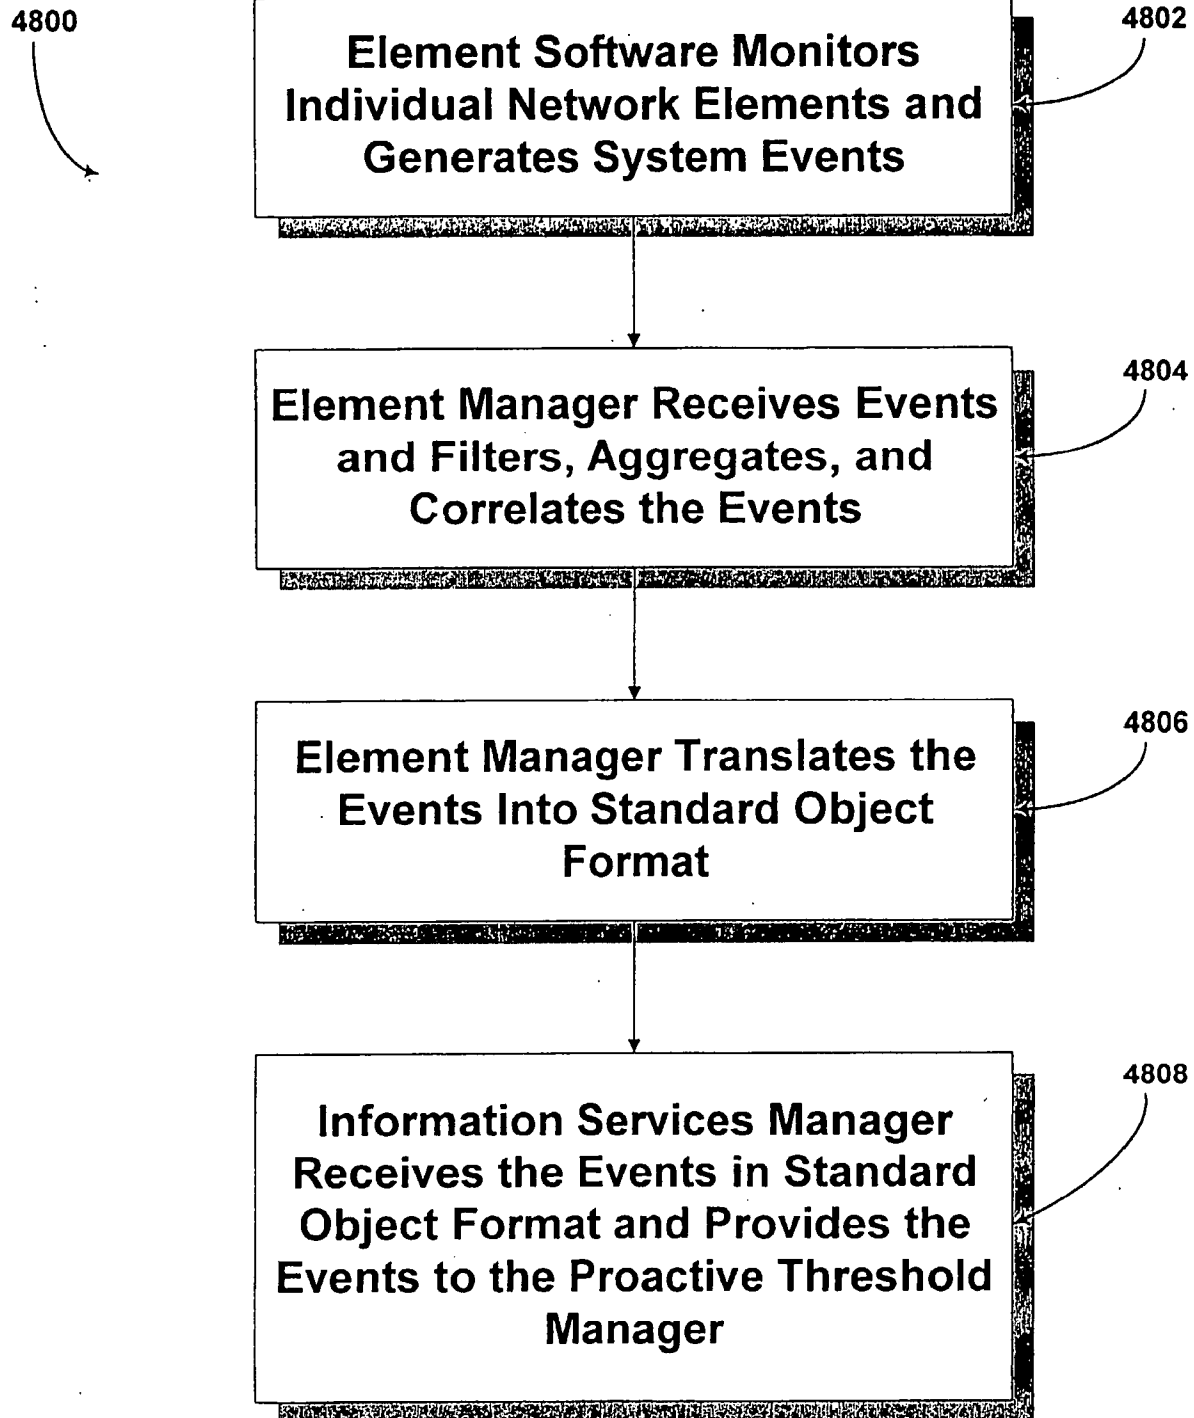 4800
4802
Element Software Monitors
Individual Network Elements and
Generates System Events
4804
Element Manager Receives Events
and Filters, Aggregates, and
Correlates the Events
4806
Element Manager Translates the
Events Into Standard Object
Format
4808
Information Services Manager
Receives the Events in Standard
Object Format and Provides the
Events to the Proactive Threshold
Manager